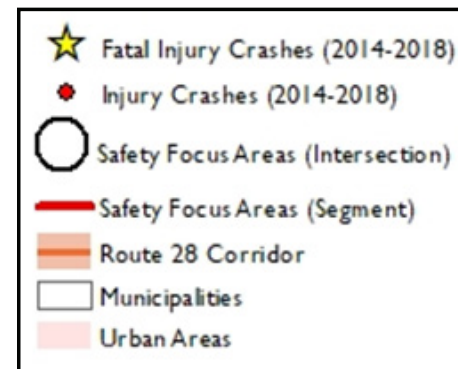 Fatal Injury Crashes (2014-2018)
Injury Crashes (2014-2018)
Safety Focus Areas (Intersection)
Safety Focus Areas (Segment)
Route 28 Corridor
Municipalities
Urban Areas